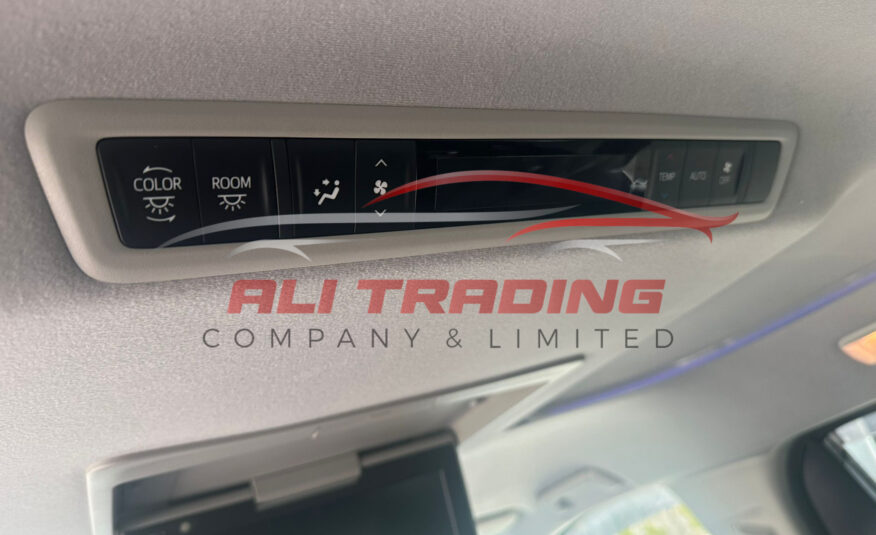 COLOR
ROOM
TEMP
AUTO
OFF
ALI TRADING
COMPANY & LIMITED